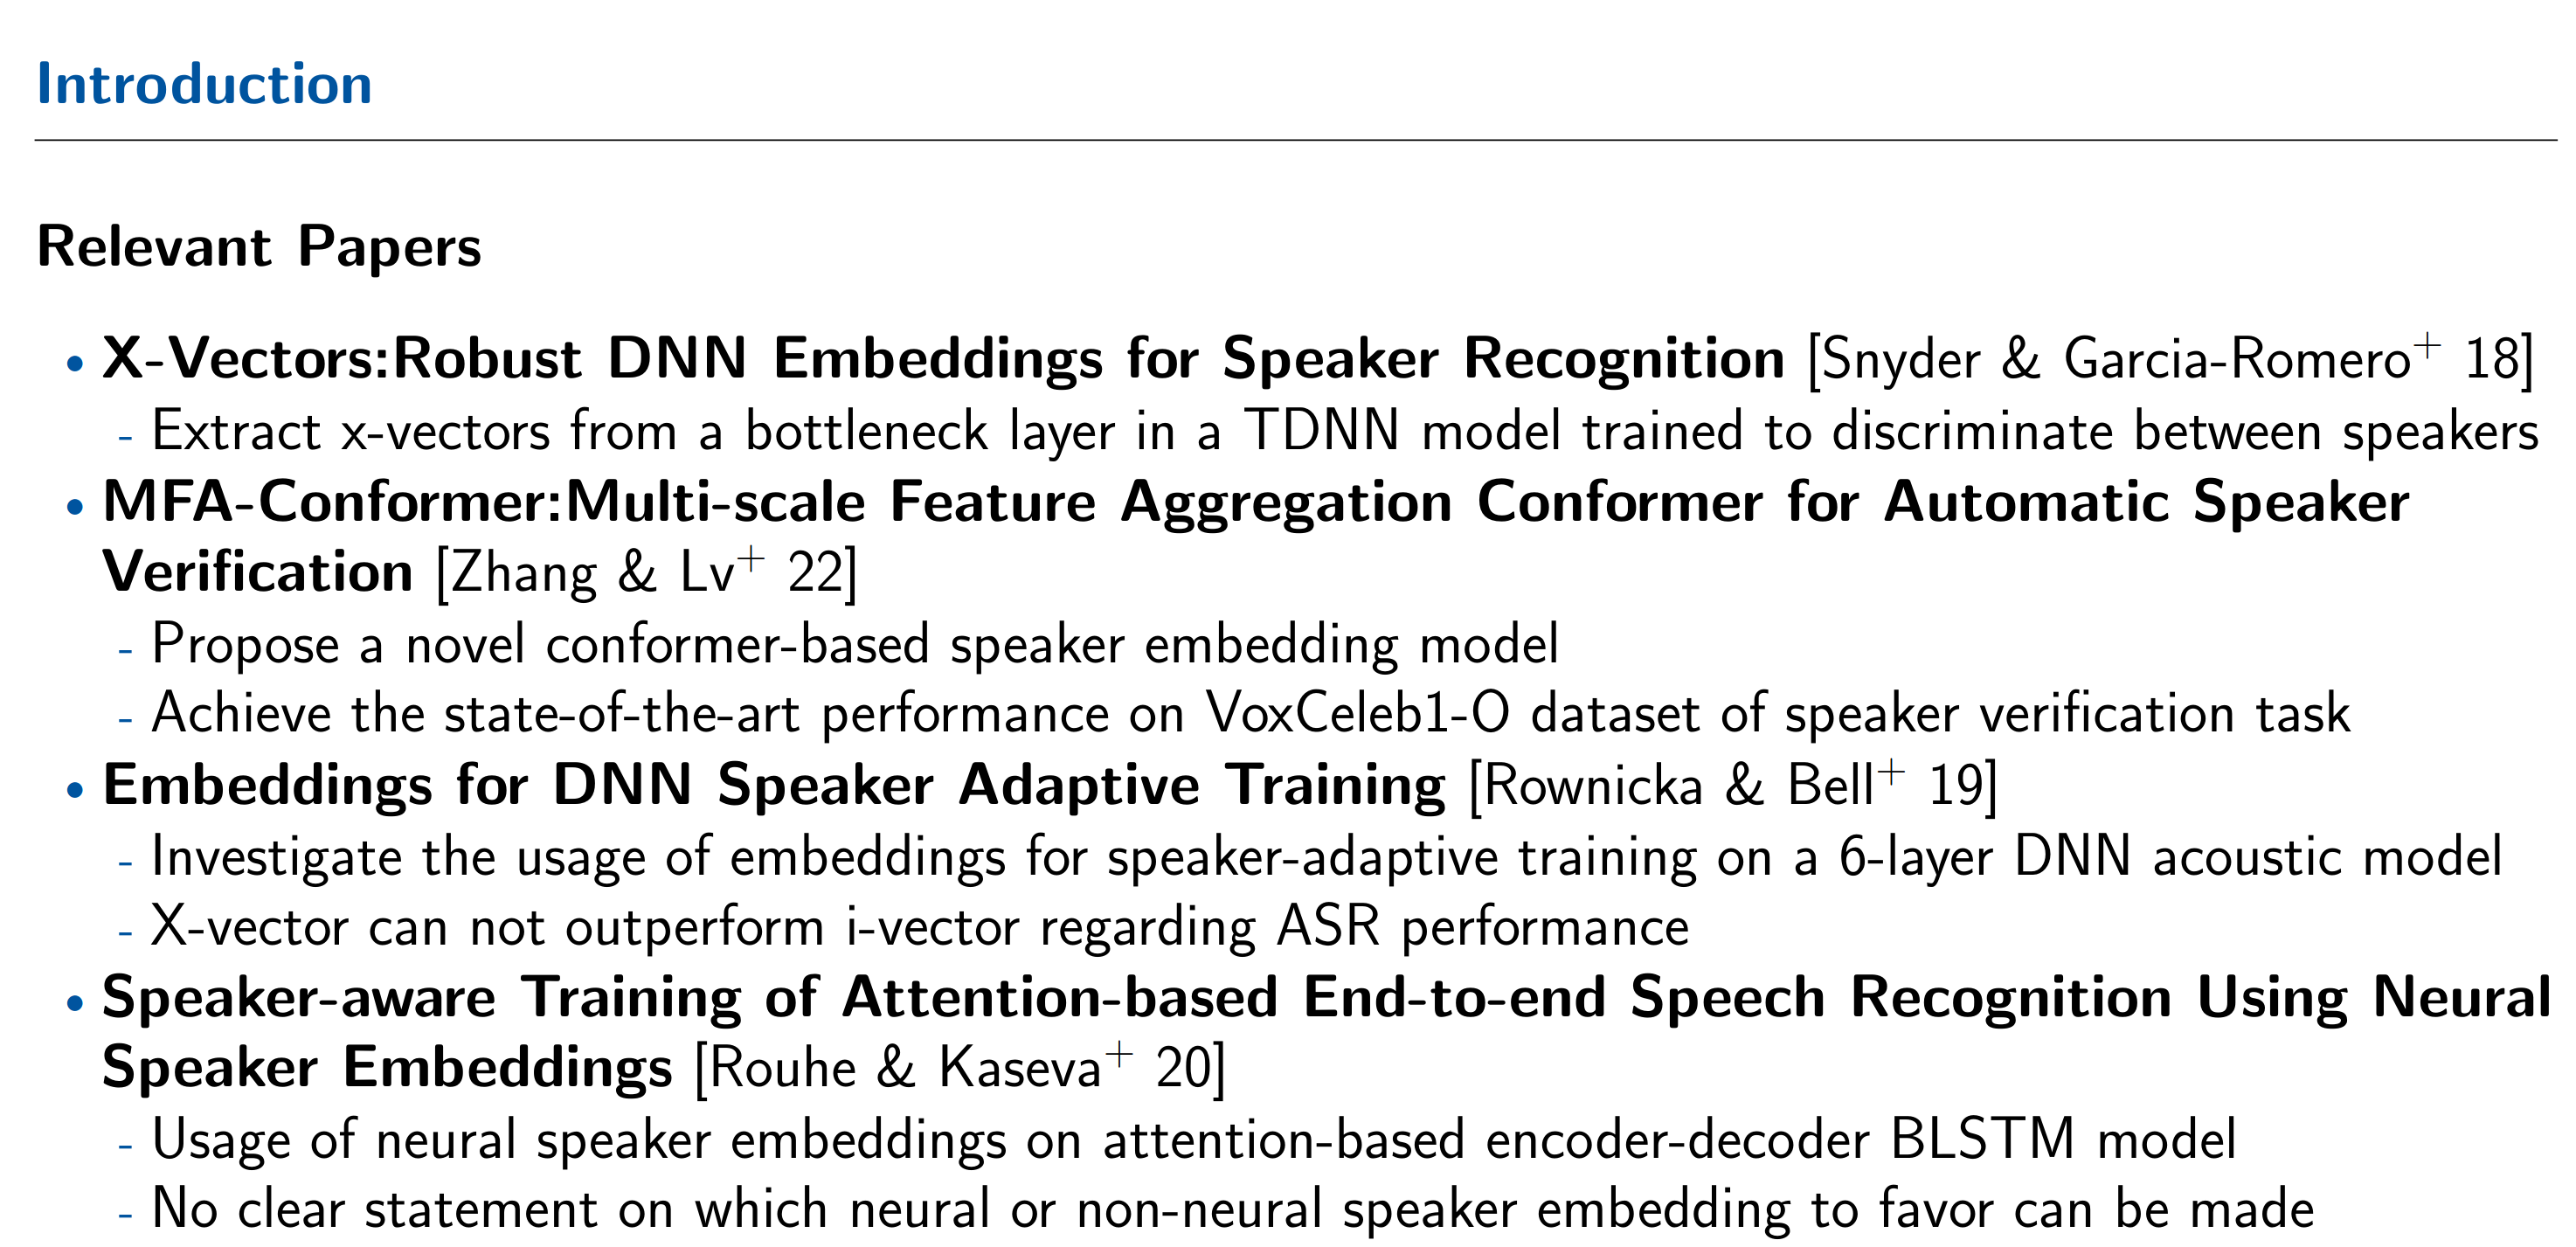 Introduction
Relevant Papers
• X-Vectors:Robust DNN Embeddings for Speaker Recognition [Snyder & Garcia-Romero+ 18]
- Extract x-vectors from a bottleneck layer in a TDNN model trained to discriminate between speakers
• MFA-Conformer:Multi-scale Feature Aggregation Conformer for Automatic Speaker
Verification [Zhang & Lv+ 22]
- Propose a novel conformer-based speaker embedding model
- Achieve the state-of-the-art performance on VoxCeleb1-O dataset of speaker verification task
• Embeddings for DNN Speaker Adaptive Training [Rownicka & Bell+ 19]
- Investigate the usage of embeddings for speaker-adaptive training on a 6-layer DNN acoustic model
- X-vector can not outperform i-vector regarding ASR performance
• Speaker-aware Training of Attention-based End-to-end Speech Recognition Using Neural
Speaker Embeddings [Rouhe & Kaseva+ 20]
- Usage of neural speaker embeddings on attention-based encoder-decoder BLSTM model
- No clear statement on which neural or non-neural speaker embedding to favor can be made